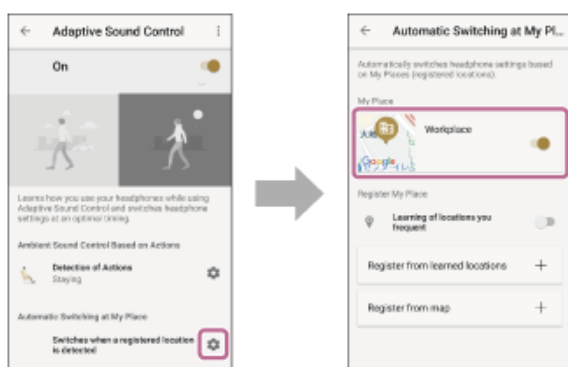 Adaptive Sound Control
On
Learns how you use your headphones while using
Adaptive Sound Control and switches headphone
settings at an optimal timing.
Ambient Sound Control Based on Actions
Detection of Actions
Staying
Automatic Switching at My Place
Switches when a registered location
is detected
Automatic Switching at My Pl...
Automatically switches headphone settings based
on My Places (registered locations).
My Place
Workplace
Google
Register My Place
Learning of locations you
frequent
Register from learned locations
Register from map